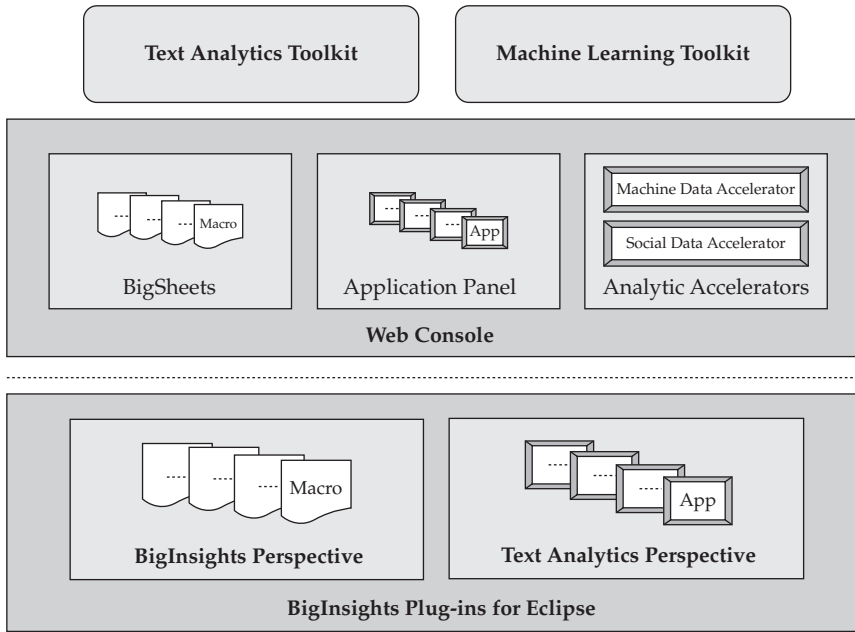 Text Analytics Toolkit
Machine Learning Toolkit
Macro
BigSheets
App
Application Panel
Machine Data Accelerator
Social Data Accelerator
Analytic Accelerators
Web Console
Macro
BigInsights Perspective
App
Text Analytics Perspective
BigInsights Plug-ins for Eclipse